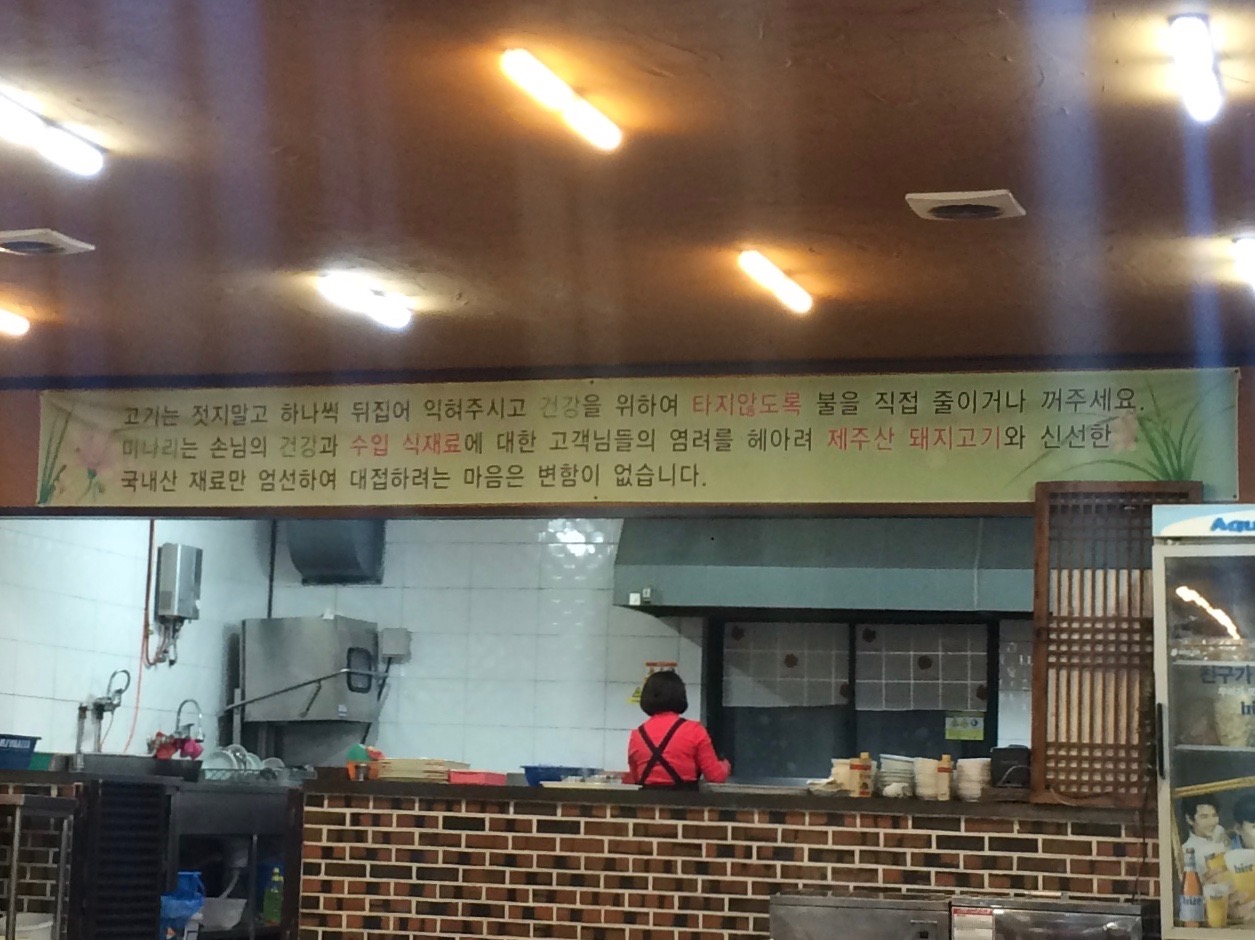 고기는 젓지말고 하나씩 뒤집어 익혀주시고 건강을 위하여 타지않도록 불을 직접 줄이거나 꺼주세요.
미나리는 손님의 건강과 수입 식재료에 대한 고객님들의 염려를 헤아려 제주산 돼지고기와 신선한
국내산 재료만 엄선하여 대접하려는 마음은 변함이 없습니다.
Aqu
친구가
hite